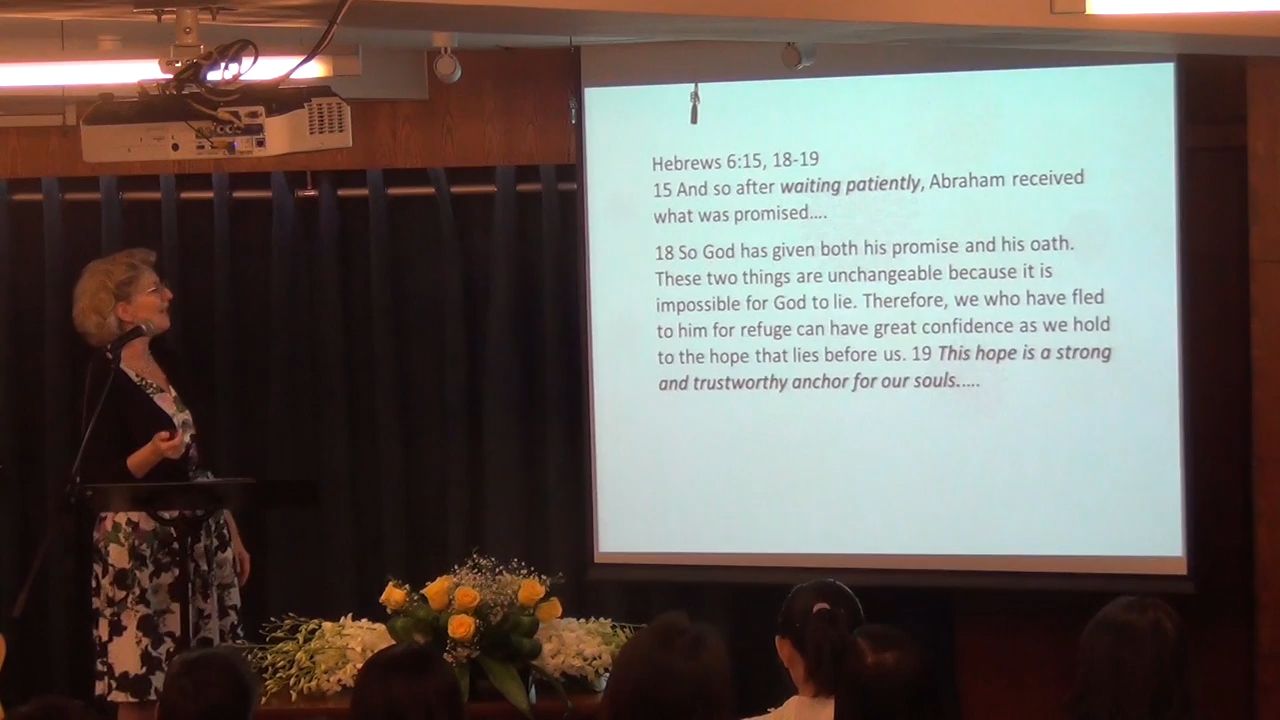 Hebrews 6:15, 18-19
15 And so after waiting patiently, Abraham received
what was promised....
18 So God has given both his promise and his oath.
These two things are unchangeable because it is
impossible for God to lie. Therefore, we who have fled
to him for refuge can have great confidence as we hold
to the hope that lies before us. 19 This hope is a strong
and trustworthy anchor for our souls.....